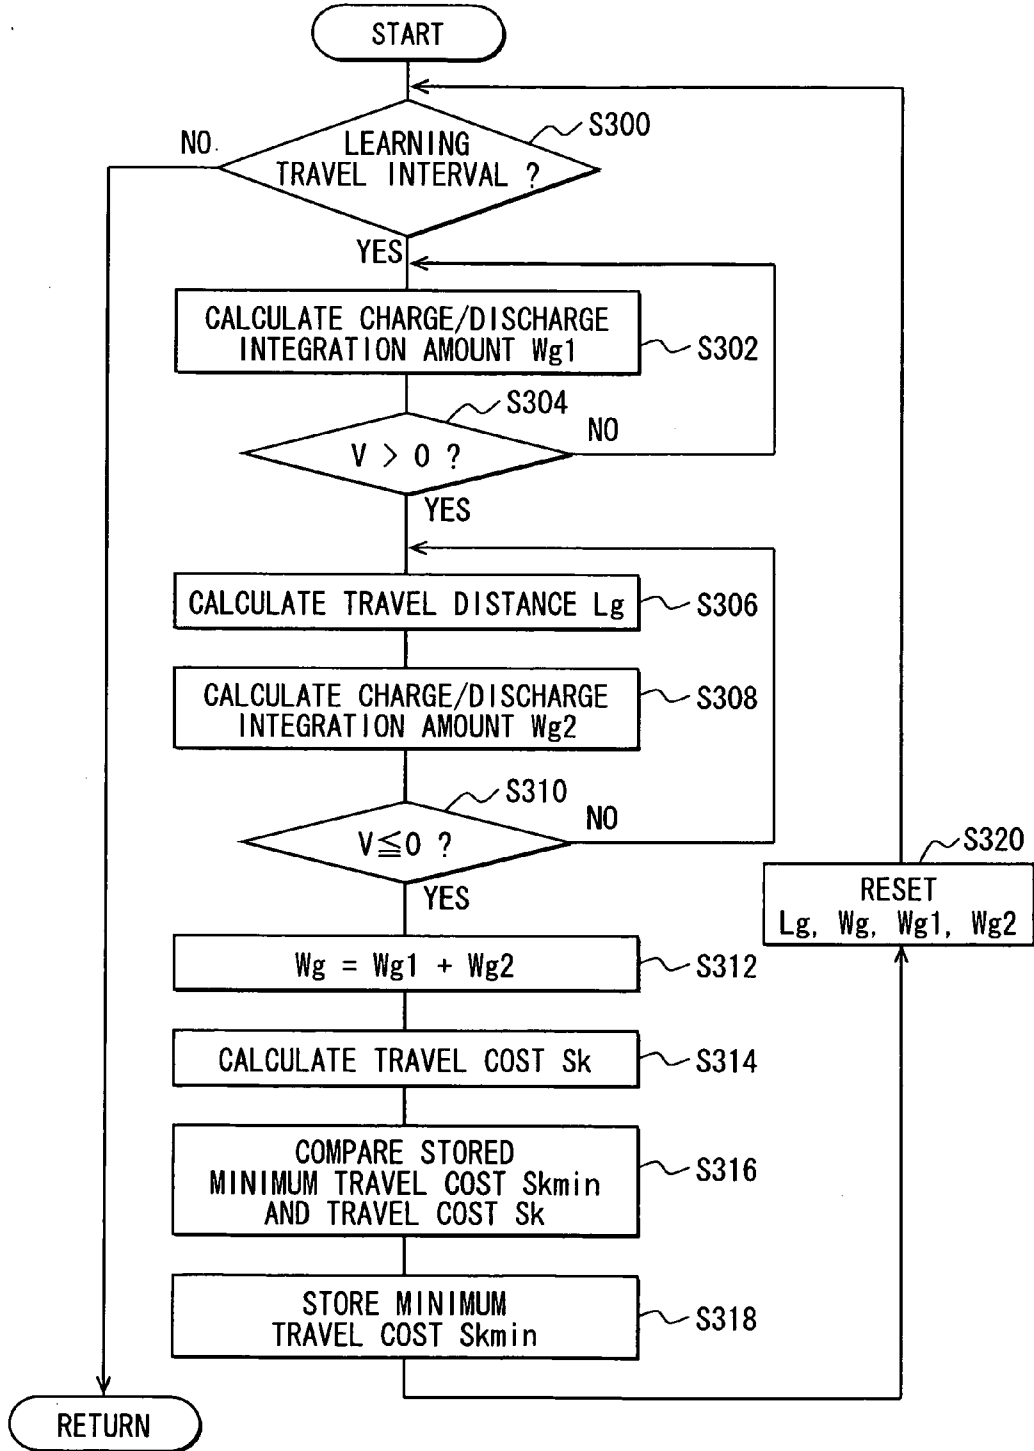 START
S300
NO
LEARNING
TRAVEL INTERVAL ?
YES
CALCULATE CHARGE/DISCHARGE
INTEGRATION AMOUNT Wg1
S302
S304
NO
V > 0 ?
YES
CALCULATE TRAVEL DISTANCE Lg
S306
CALCULATE CHARGE/DISCHARGE
INTEGRATION AMOUNT Wg2
S308
S310
NO
V≦0 ?
YES
S320
RESET
Lg, Wg, Wg1, Wg2
Wg = Wg1 + Wg2
S312
CALCULATE TRAVEL COST Sk
S314
COMPARE STORED
MINIMUM TRAVEL COST Skmin
AND TRAVEL COST Sk
S316
STORE MINIMUM
TRAVEL COST Skmin
S318
RETURN